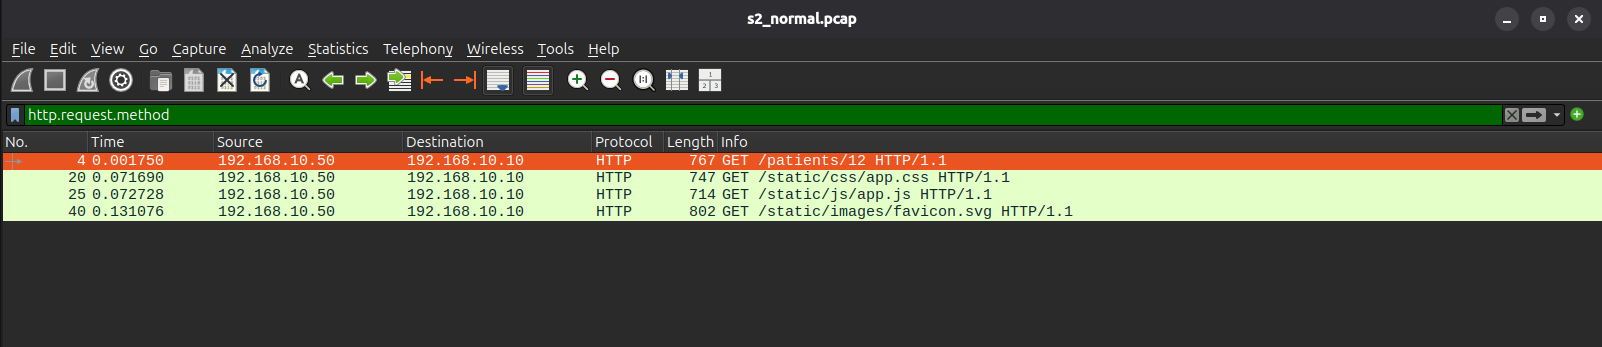 s2_normal.pcap
File Edit View Go Capture Analyze Statistics Telephony Wireless Tools Help
http.request.method
No. Time Source Destination Protocol Length Info
4 0.001750 192.168.10.50 192.168.10.10 HTTP 767 GET /patients/12 HTTP/1.1
20 0.071690 192.168.10.50 192.168.10.10 HTTP 747 GET /static/css/app.css HTTP/1.1
25 0.072728 192.168.10.50 192.168.10.10 HTTP 714 GET /static/js/app.js HTTP/1.1
40 0.131076 192.168.10.50 192.168.10.10 HTTP 802 GET /static/images/favicon.svg HTTP/1.1